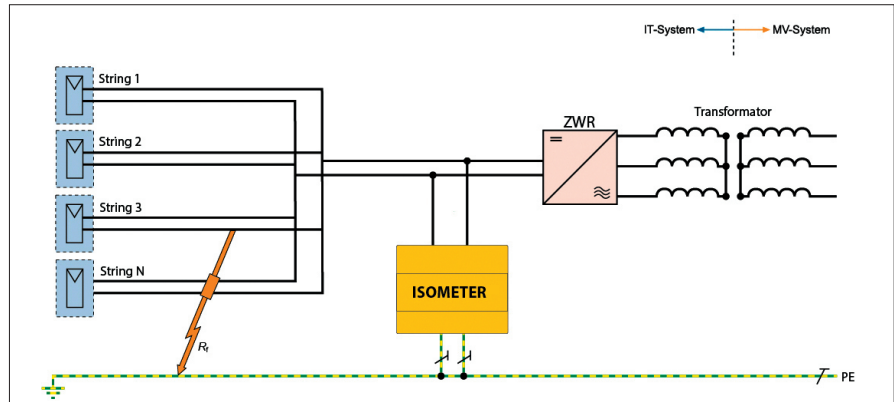 IT-System
MV-System
String 1
ZWR
Transformator
String 2
String 3
String N
ISOMETER
Rf
PE